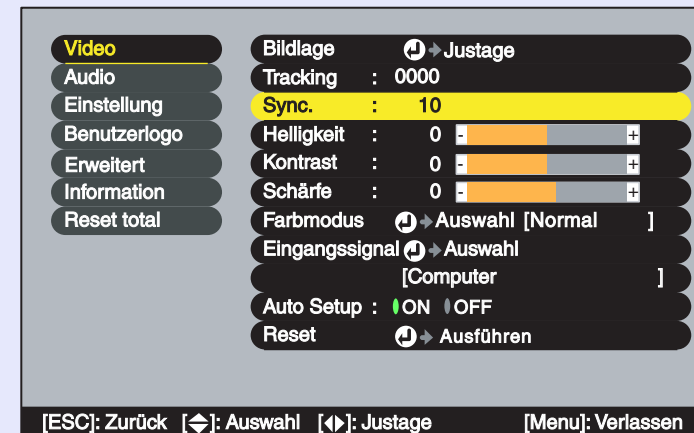 Video
Audio
Einstellung
Benutzerlogo
Erweitert
Information
Reset total
Bildlage Justage
Tracking : 0000
Sync. : 10
Helligkeit : 0 - +
Kontrast : 0 - +
Schärfe : 0 - +
Farbmodus Auswahl [Normal ]
Eingangssignal Auswahl
[Computer ]
Auto Setup : ON OFF
Reset Ausführen
[ESC]: Zurück [◆]: Auswahl [◀▶]: Justage [Menu]: Verlassen